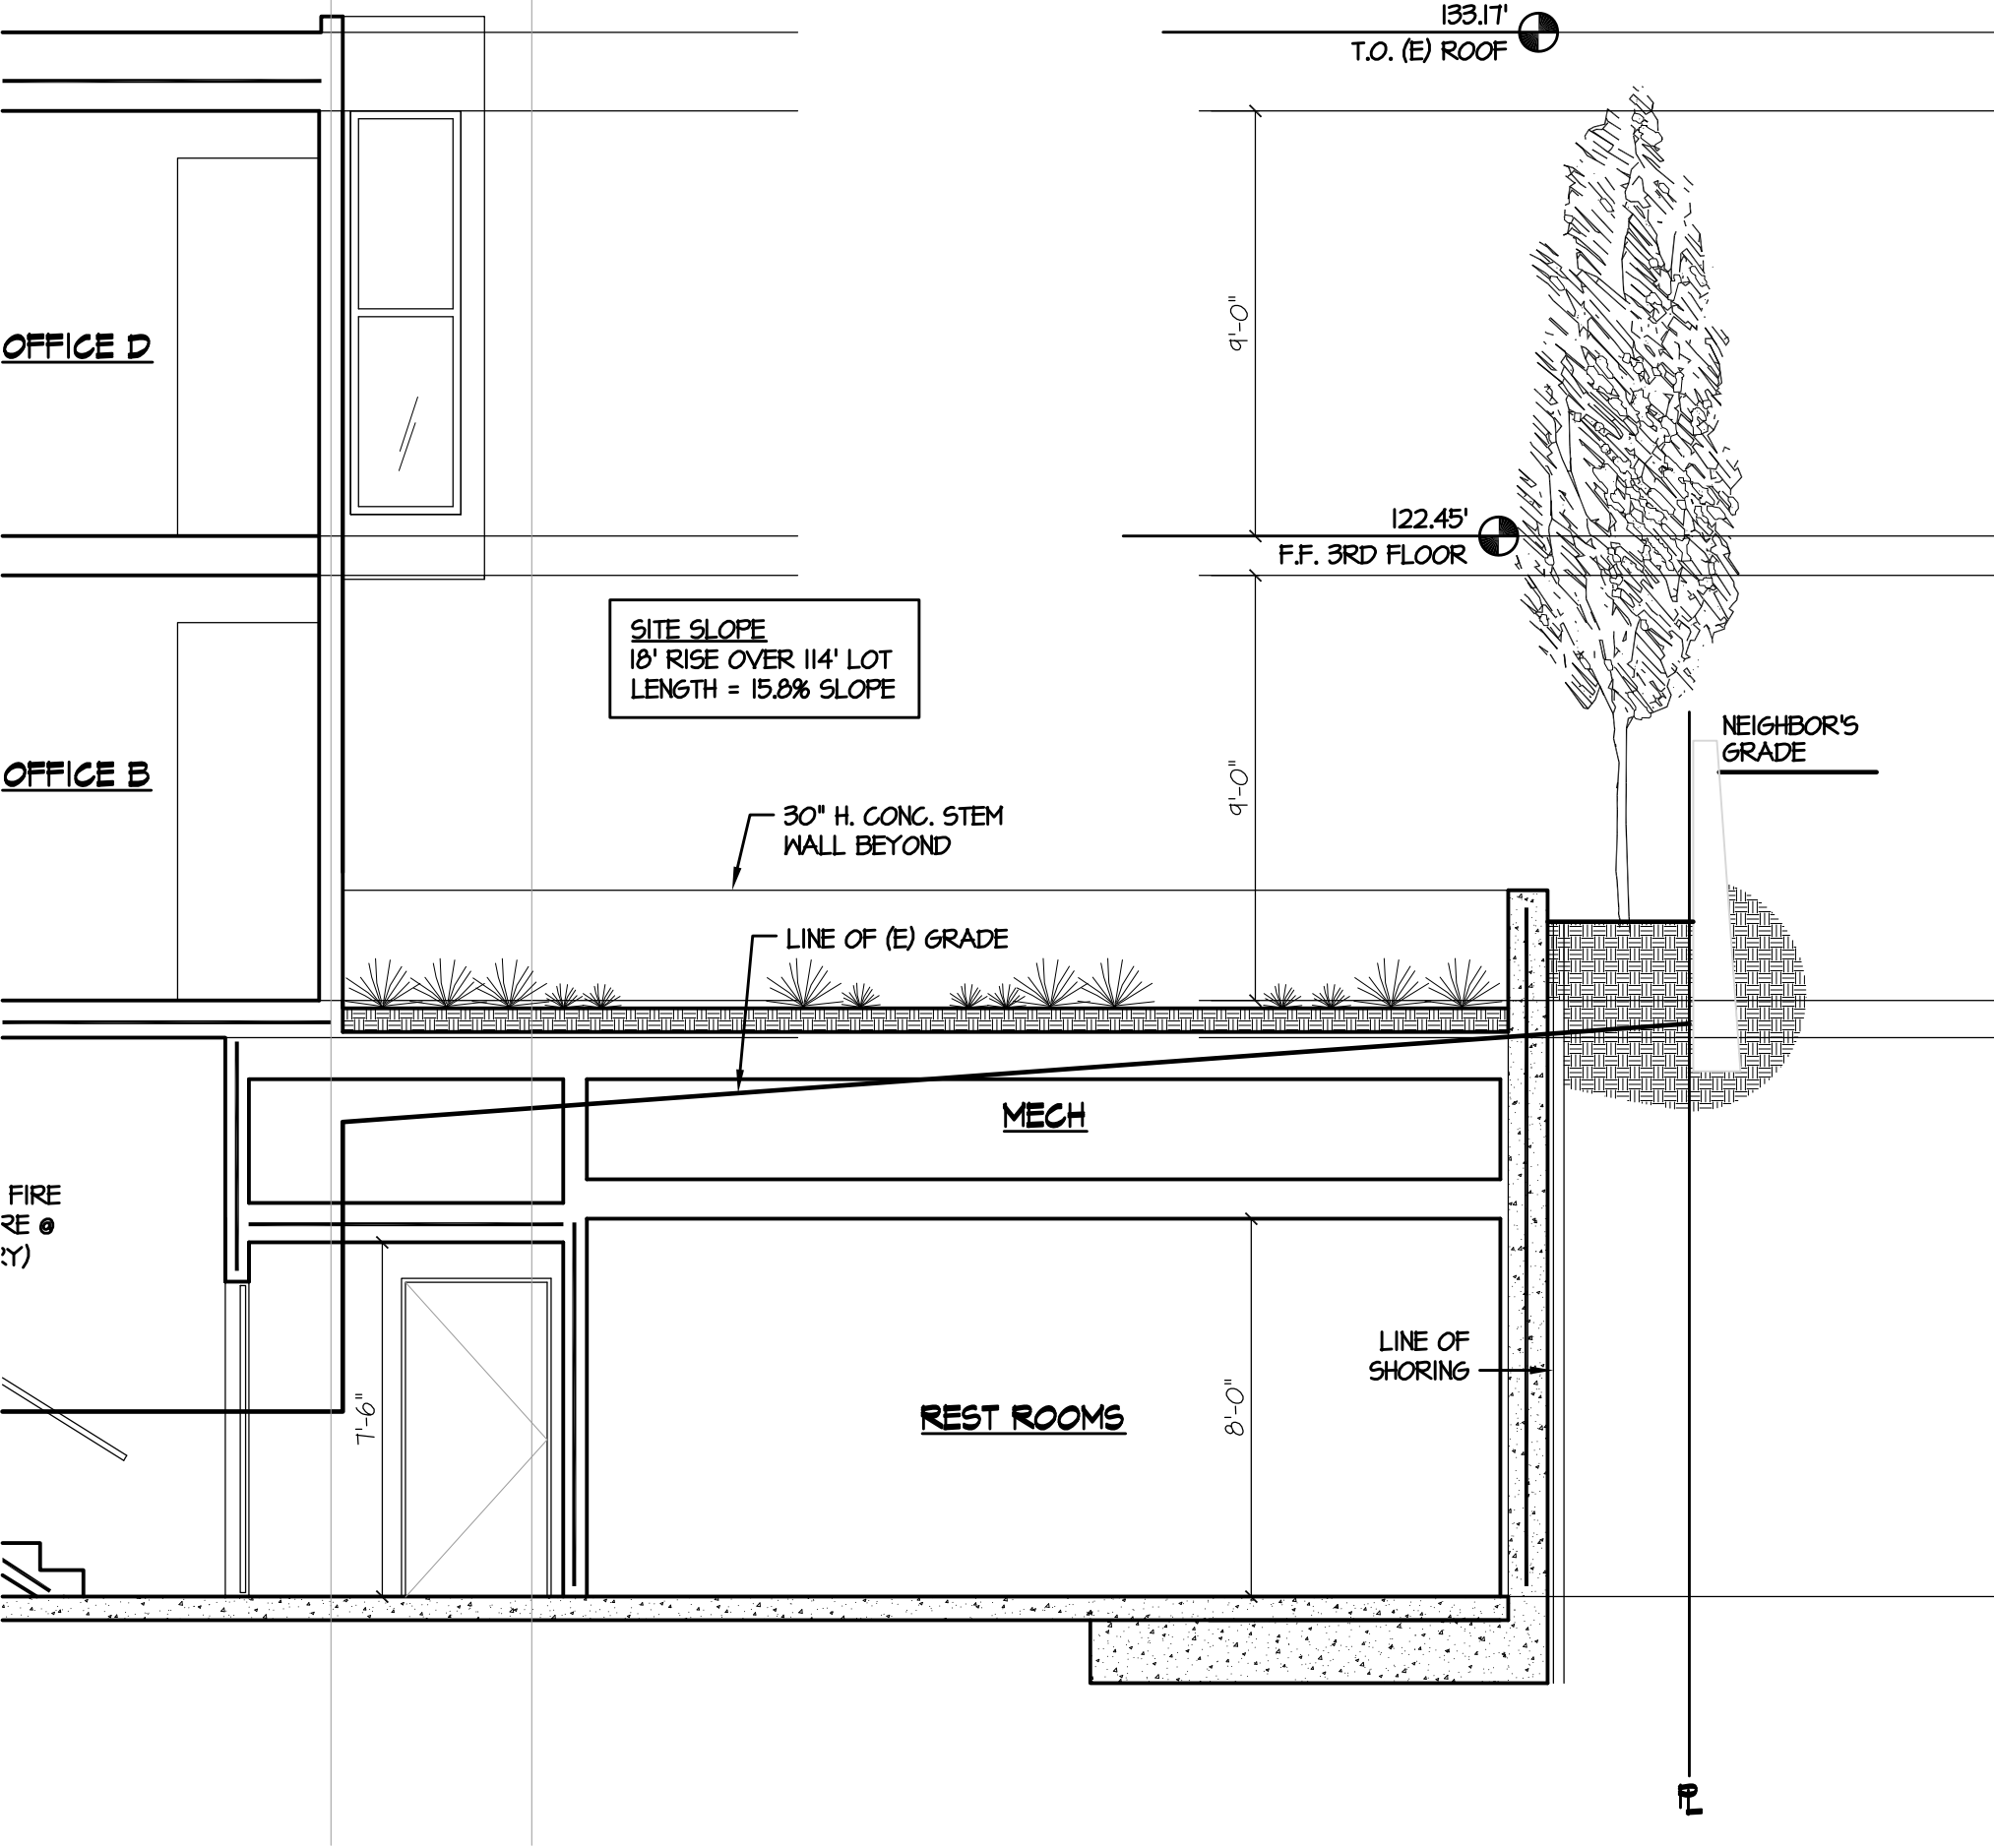 133.17'
T.O. (E) ROOF
9'-0"
OFFICE D
122.45'
F.F. 3RD FLOOR
SITE SLOPE
18' RISE OVER 114' LOT
LENGTH = 15.8% SLOPE
NEIGHBOR'S
GRADE
OFFICE B
9'-0"
30" H. CONC. STEM
WALL BEYOND
LINE OF (E) GRADE
MECH
FIRE
RE @
RY)
LINE OF
SHORING
7'-6"
REST ROOMS
8'-0"
PL